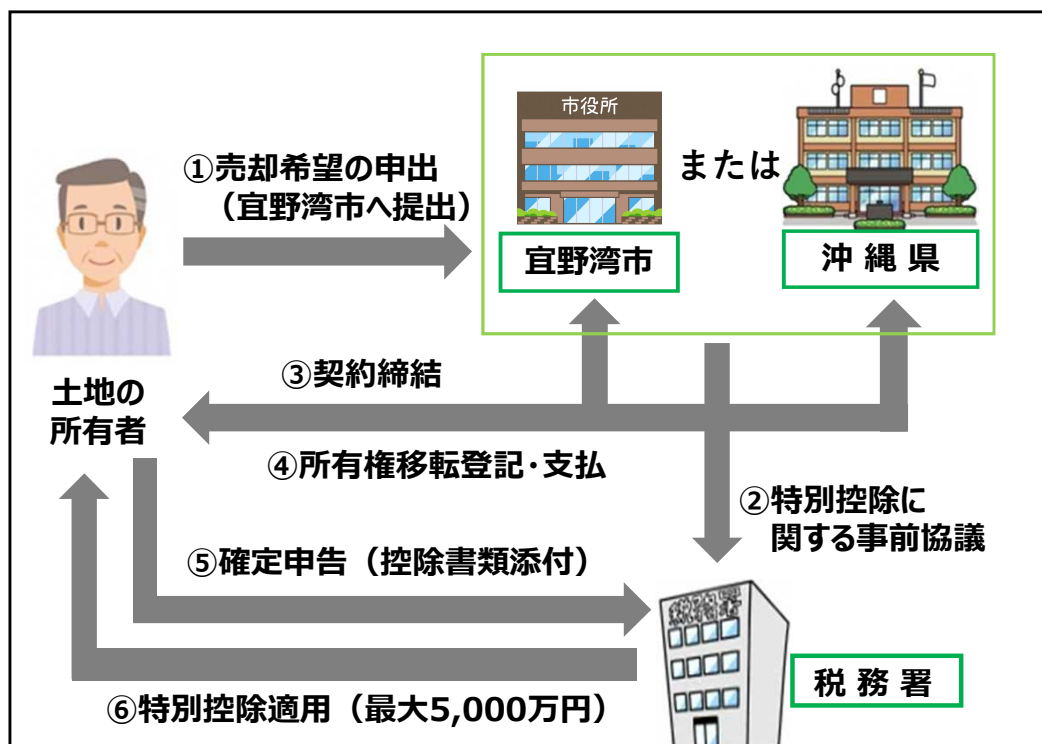 市役所
または
①売却希望の申出
（宜野湾市へ提出）
宜野湾市
沖縄県
土地の
所有者
③契約締結
④所有権移転登記・支払
②特別控除に
関する事前協議
⑤確定申告（控除書類添付）
税務署
税務署
⑥特別控除適用（最大5,000万円）